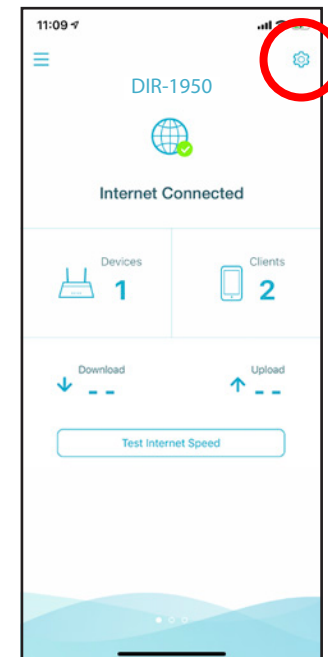 11:09
DIR-1950
Internet Connected
Devices
1
Clients
2
Download
--
Upload
--
Test Internet Speed